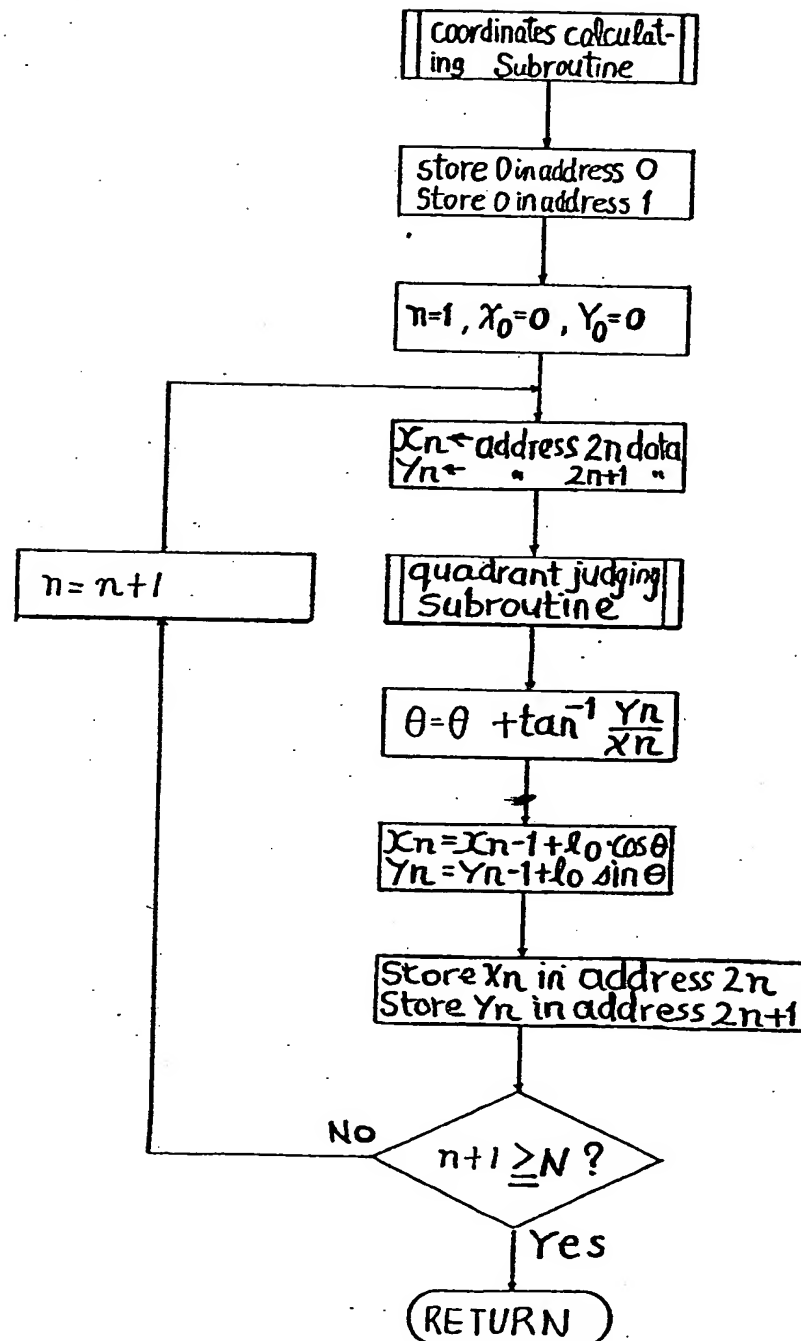 coordinates calculat-
ing Subroutine
store 0 in address 0
Store 0 in address 1
n=1, X₀=0, Y₀=0
Xn← address 2n data
Yn← " 2n+1 "
n=n+1
quadrant judging
Subroutine
θ=θ +tan⁻¹ Yn/Xn
Xn=Xn-1+l₀·cosθ
Yn=Yn-1+l₀ sinθ
Store Xn in address 2n
Store Yn in address 2n+1
No
n+1≧N?
Yes
RETURN